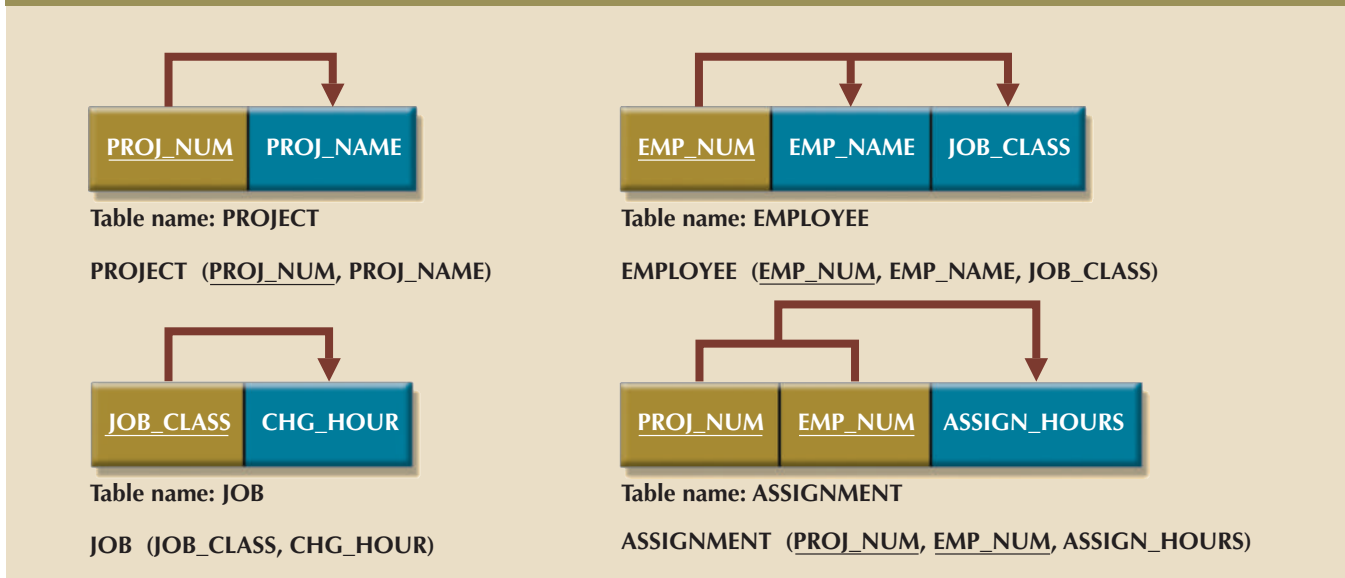 PROJ_NUM PROJ_NAME
Table name: PROJECT
PROJECT (PROJ_NUM, PROJ_NAME)
EMP_NUM EMP_NAME JOB_CLASS
Table name: EMPLOYEE
EMPLOYEE (EMP_NUM, EMP_NAME, JOB_CLASS)
JOB_CLASS CHG_HOUR
Table name: JOB
JOB (JOB_CLASS, CHG_HOUR)
PROJ_NUM EMP_NUM ASSIGN_HOURS
Table name: ASSIGNMENT
ASSIGNMENT (PROJ_NUM, EMP_NUM, ASSIGN_HOURS)